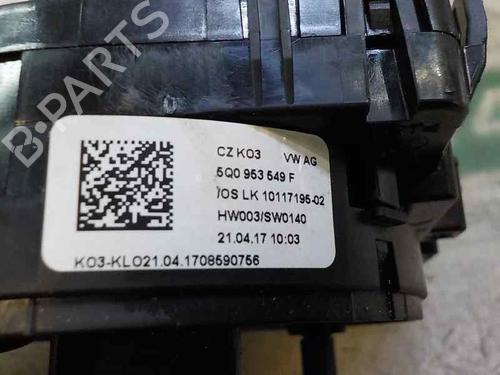 CZ K03 VW AG
5Q0 953 549 F
/OS LK 10117195-02
HW003/SW0140
21.04.17 10:03
K03-KL021.04.1708590756
B-PARTS